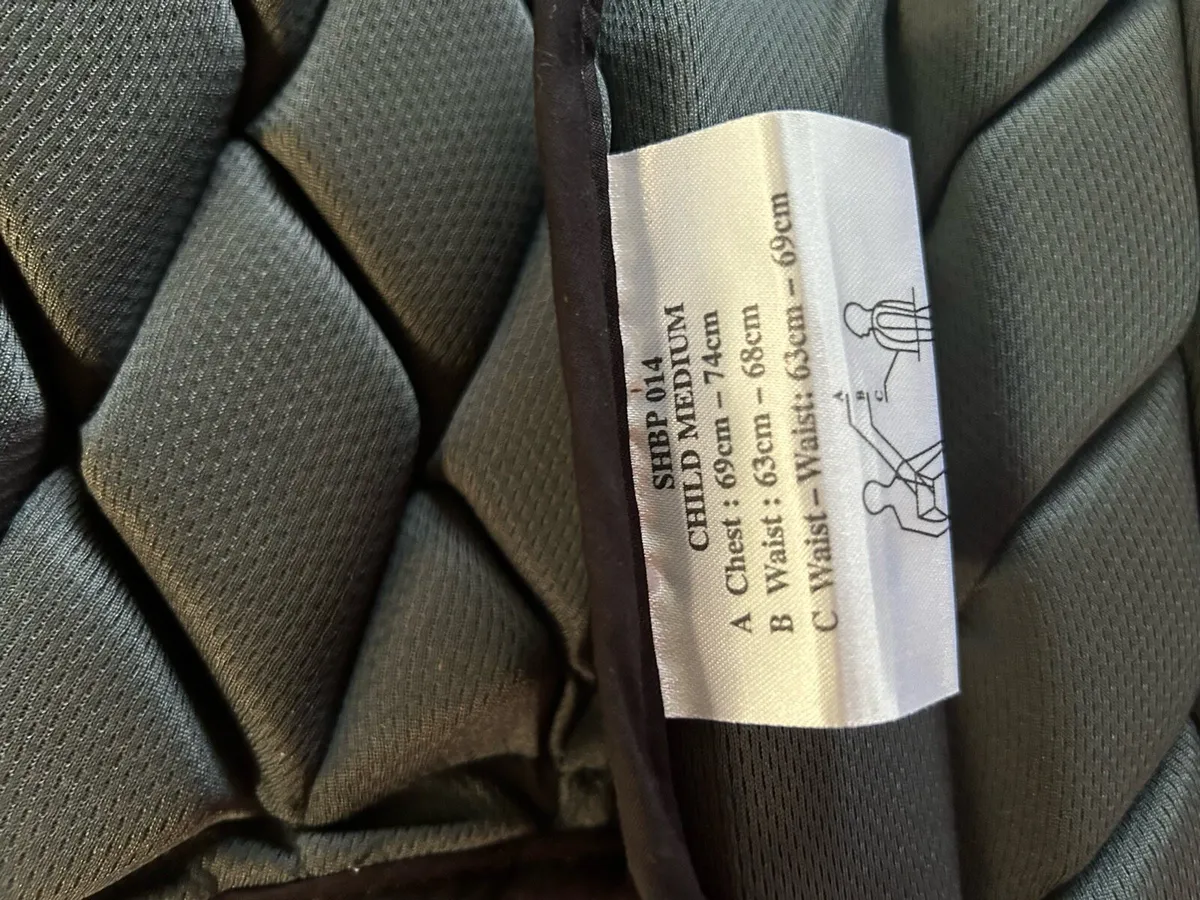 SHBP 014
CHILD MEDIUM
A Chest : 69cm – 74cm
B Waist : 63cm – 68cm
C Waist – Waist: 63cm – 69cm
A
B
C